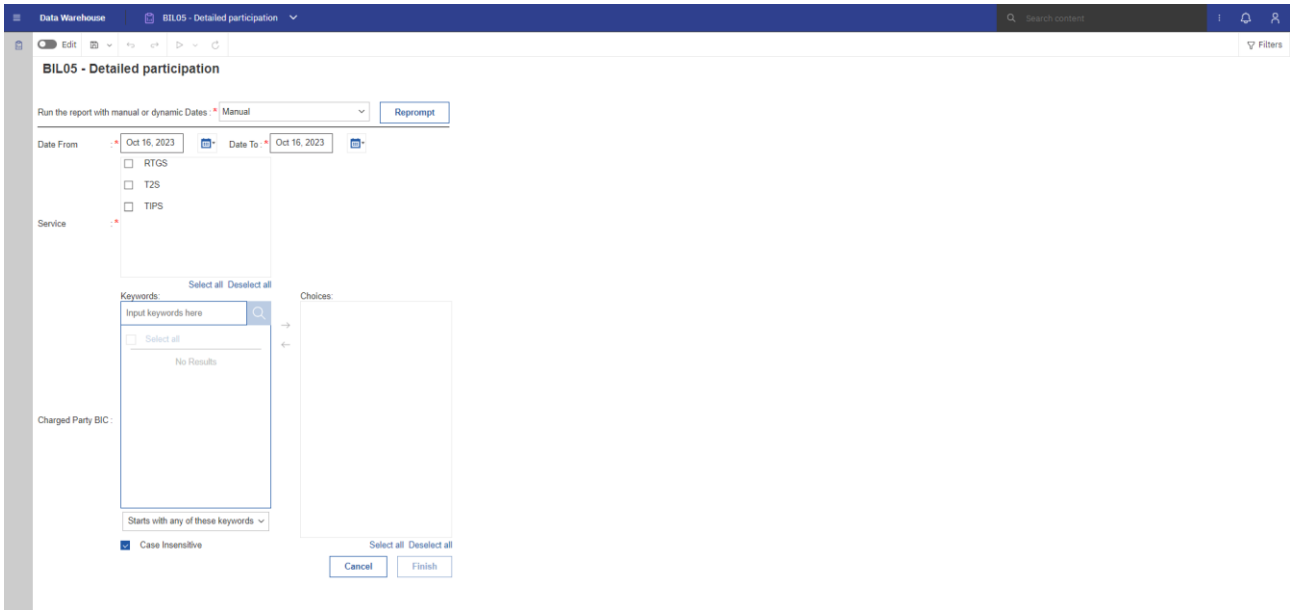 Data Warehouse BIL05 - Detailed participation Search content
Edit Filters
BIL05 - Detailed participation
Run the report with manual or dynamic Dates : * Manual Reprompt
Date From : * Oct 16, 2023 Date To : * Oct 16, 2023
RTGS
T2S
TIPS
Service : *
Select all Deselect all
Keywords: Choices:
Input keywords here
Select all
No Results
Charged Party BIC :
Starts with any of these keywords
Case Insensitive Select all Deselect all
Cancel Finish